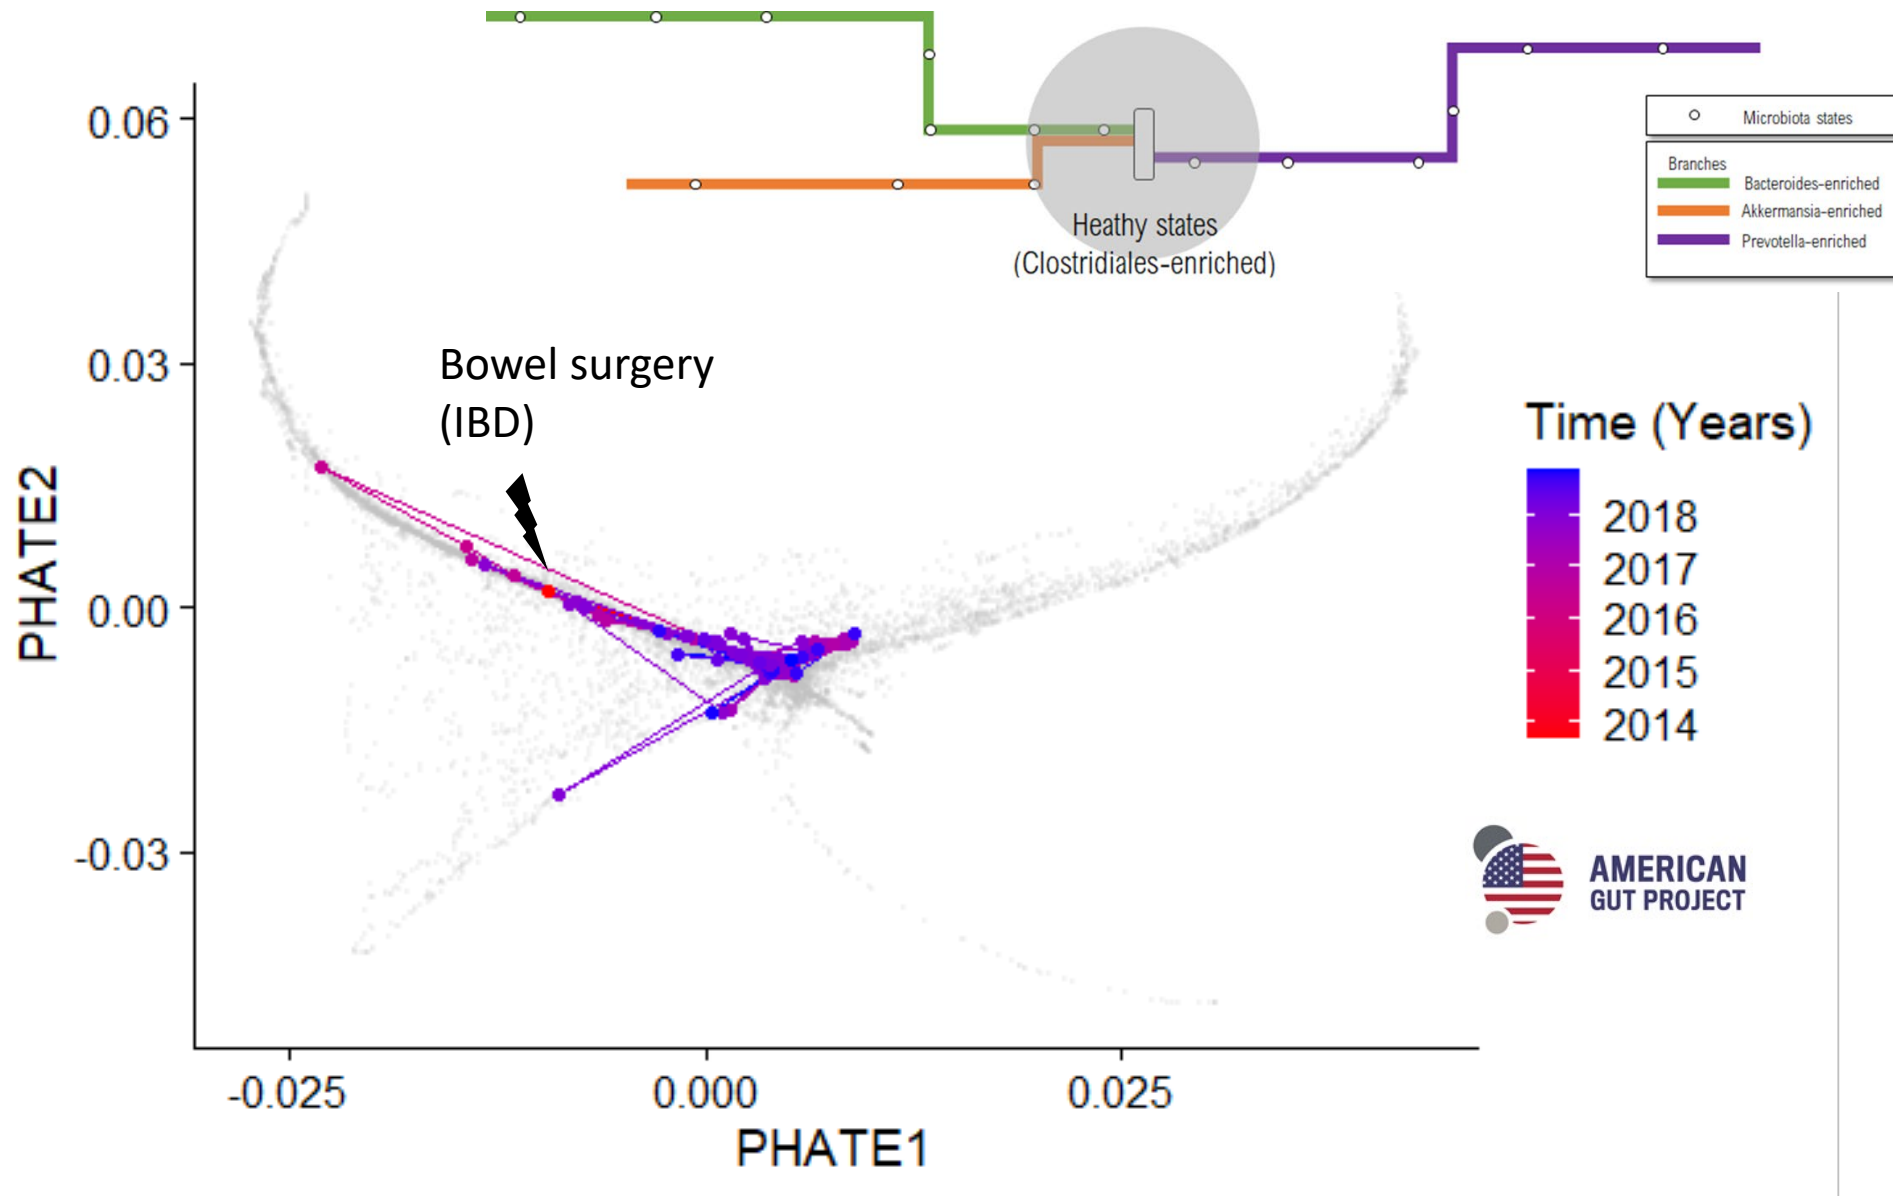 Heathy states
(Clostridiales-enriched)
Microbiota states
Branches
Bacteroides-enriched
Akkermansia-enriched
Prevotella-enriched
0.06
0.03
0.00
-0.03
PHATE2
Bowel surgery
(IBD)
Time (Years)
2018
2017
2016
2015
2014
AMERICAN
GUT PROJECT
-0.025
0.000
0.025
PHATE1